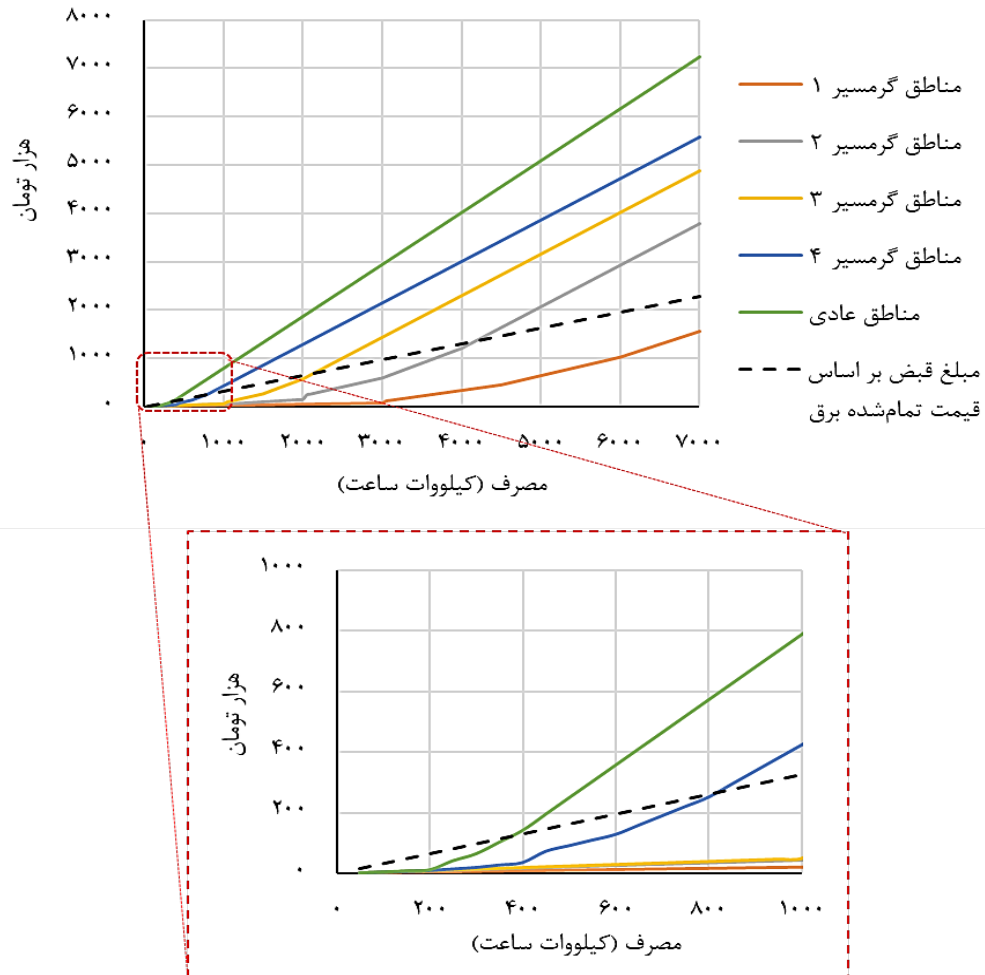 ۸۰۰۰
۷۰۰۰
۶۰۰۰
۵۰۰۰
۴۰۰۰
۳۰۰۰
۲۰۰۰
۱۰۰۰
۰
هزار تومان
۰ ۱۰۰۰ ۲۰۰۰ ۳۰۰۰ ۴۰۰۰ ۵۰۰۰ ۶۰۰۰ ۷۰۰۰
مصرف (کیلووات ساعت)
مناطق گرمسیر ۱
مناطق گرمسیر ۲
مناطق گرمسیر ۳
مناطق گرمسیر ۴
مناطق عادی
مبلغ قبض بر اساس
قیمت تمام‌شده برق
۱۰۰۰
۸۰۰
۶۰۰
۴۰۰
۲۰۰
۰
هزار تومان
۰ ۲۰۰ ۴۰۰ ۶۰۰ ۸۰۰ ۱۰۰۰
مصرف (کیلووات ساعت)